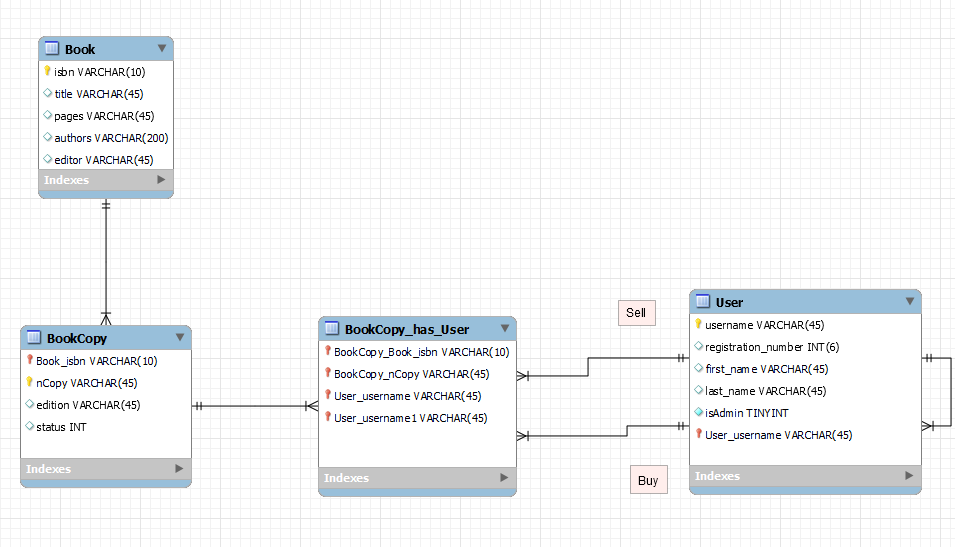 Book
isbn VARCHAR(10)
title VARCHAR(45)
pages VARCHAR(45)
authors VARCHAR(200)
editor VARCHAR(45)
Indexes
BookCopy
Book_isbn VARCHAR(10)
nCopy VARCHAR(45)
edition VARCHAR(45)
status INT
Indexes
BookCopy_has_User
BookCopy_Book_isbn VARCHAR(10)
BookCopy_nCopy VARCHAR(45)
User_username VARCHAR(45)
User_username1 VARCHAR(45)
Indexes
Sell
Buy
User
username VARCHAR(45)
registration_number INT(6)
first_name VARCHAR(45)
last_name VARCHAR(45)
isAdmin TINYINT
User_username VARCHAR(45)
Indexes